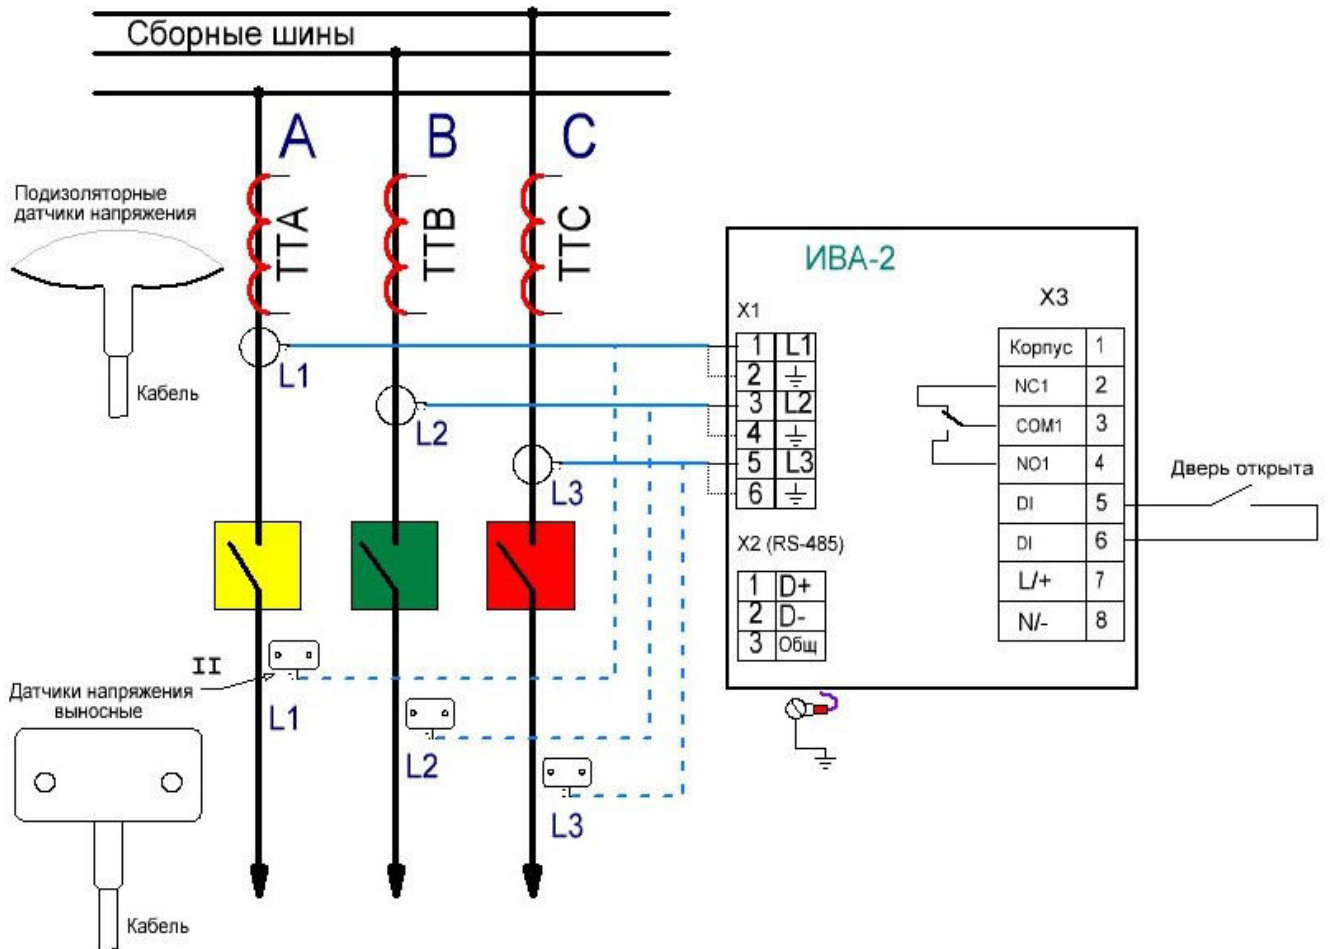 Сборные шины
A
B
C
Подизоляторные
датчики напряжения
Кабель
ТТА
ТТВ
ТТС
L1
L2
L3
ИВА-2
X1
1 L1
2
3 L2
4
5 L3
6
X2 (RS-485)
1 D+
2 D-
3 Общ
X3
Корпус 1
NC1 2
COM1 3
NO1 4
DI 5
DI 6
L/+ 7
N/- 8
Дверь открыта
II
Датчики напряжения
выносные
L1
L2
L3
Кабель